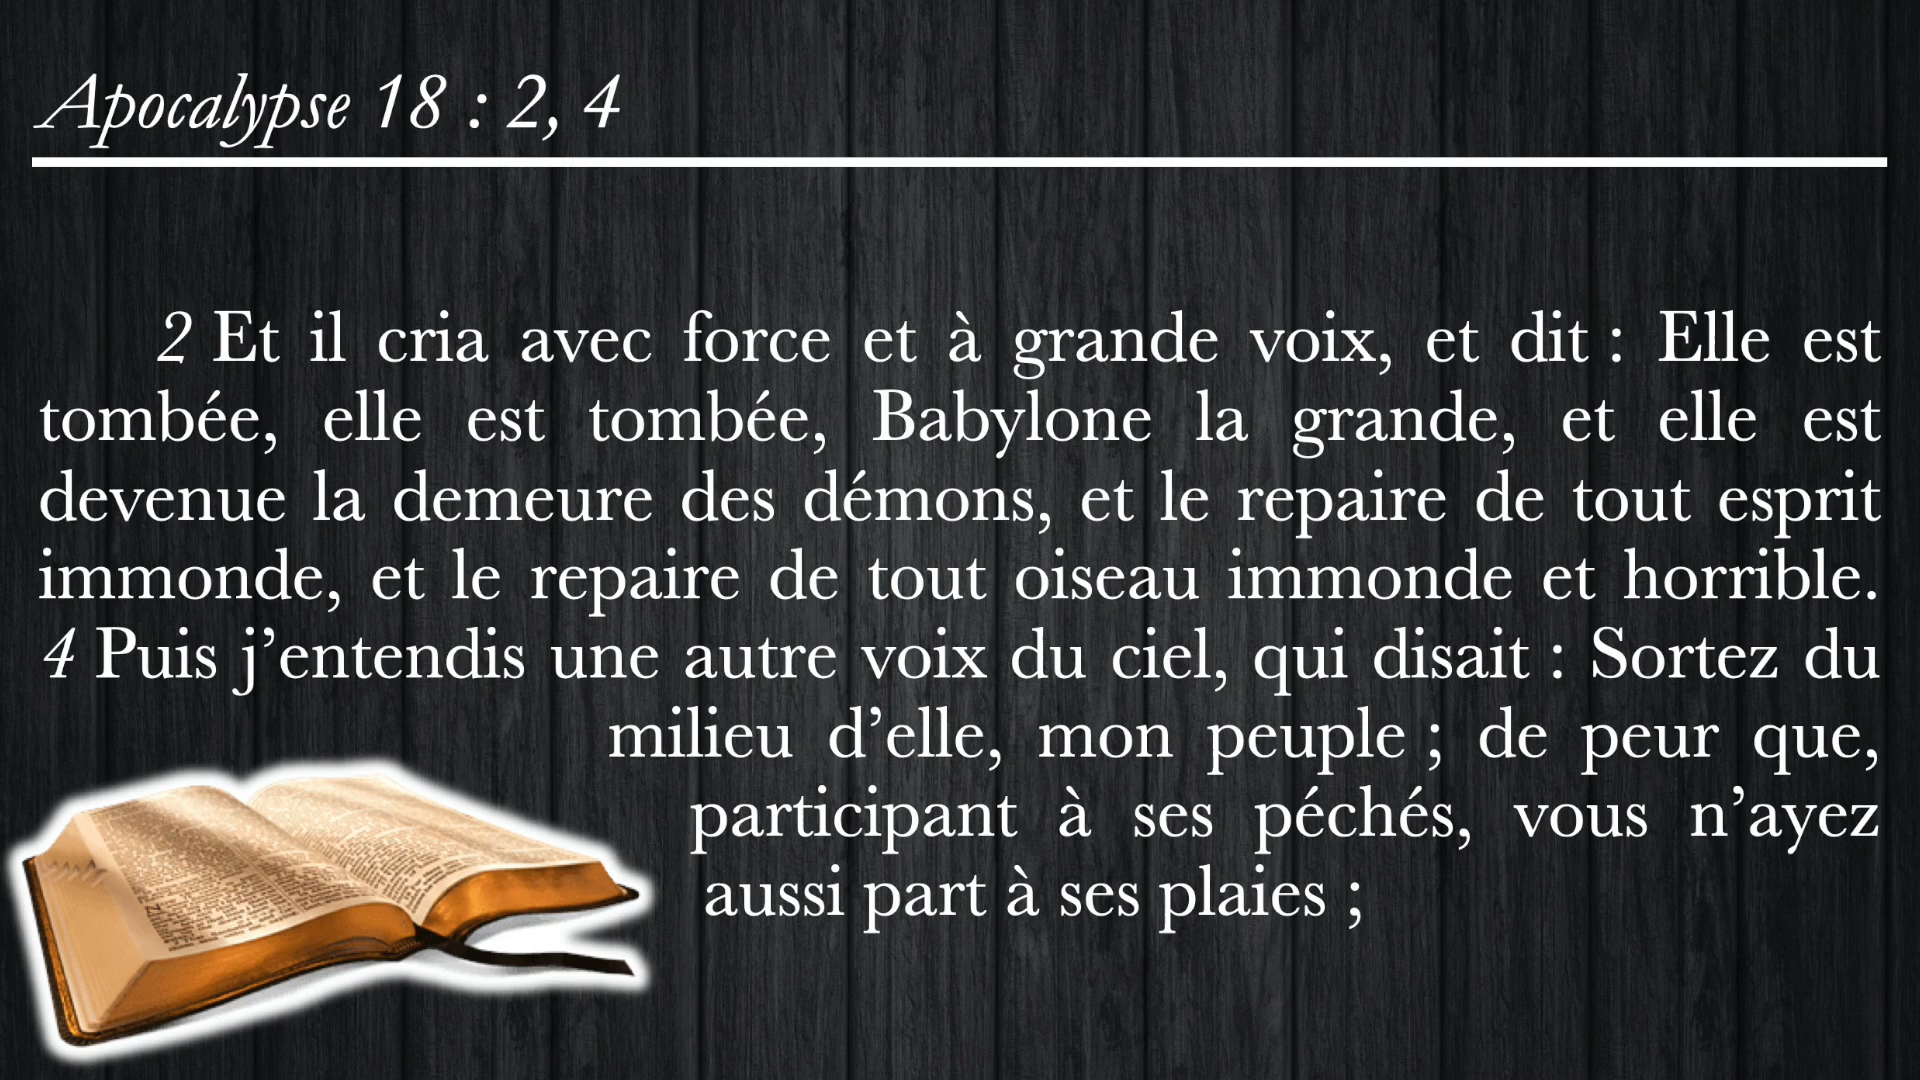 Apocalypse 18 : 2, 4
2 Et il cria avec force et à grande voix, et dit : Elle est
tombée, elle est tombée, Babylone la grande, et elle est
devenue la demeure des démons, et le repaire de tout esprit
immonde, et le repaire de tout oiseau immonde et horrible.
4 Puis j’entendis une autre voix du ciel, qui disait : Sortez du
milieu d’elle, mon peuple ; de peur que,
participant à ses péchés, vous n’ayez
aussi part à ses plaies ;